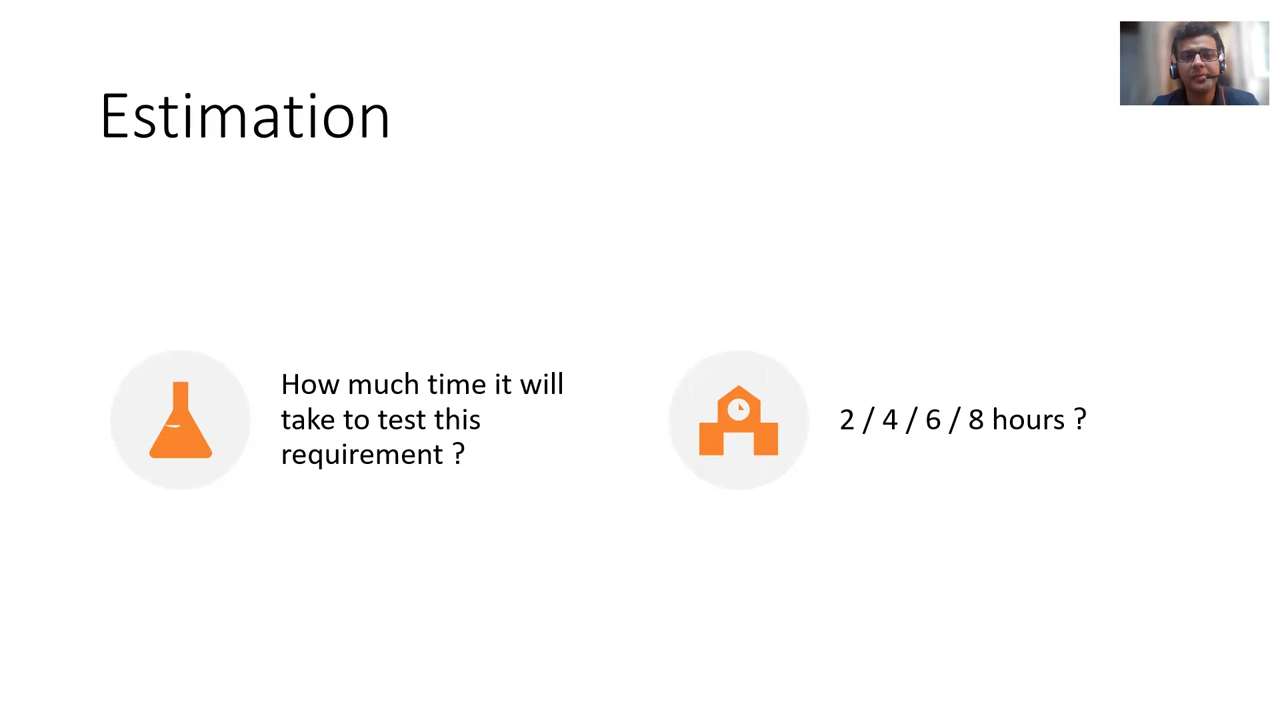 Estimation
How much time it will
take to test this
requirement ?
2 / 4 / 6 / 8 hours ?